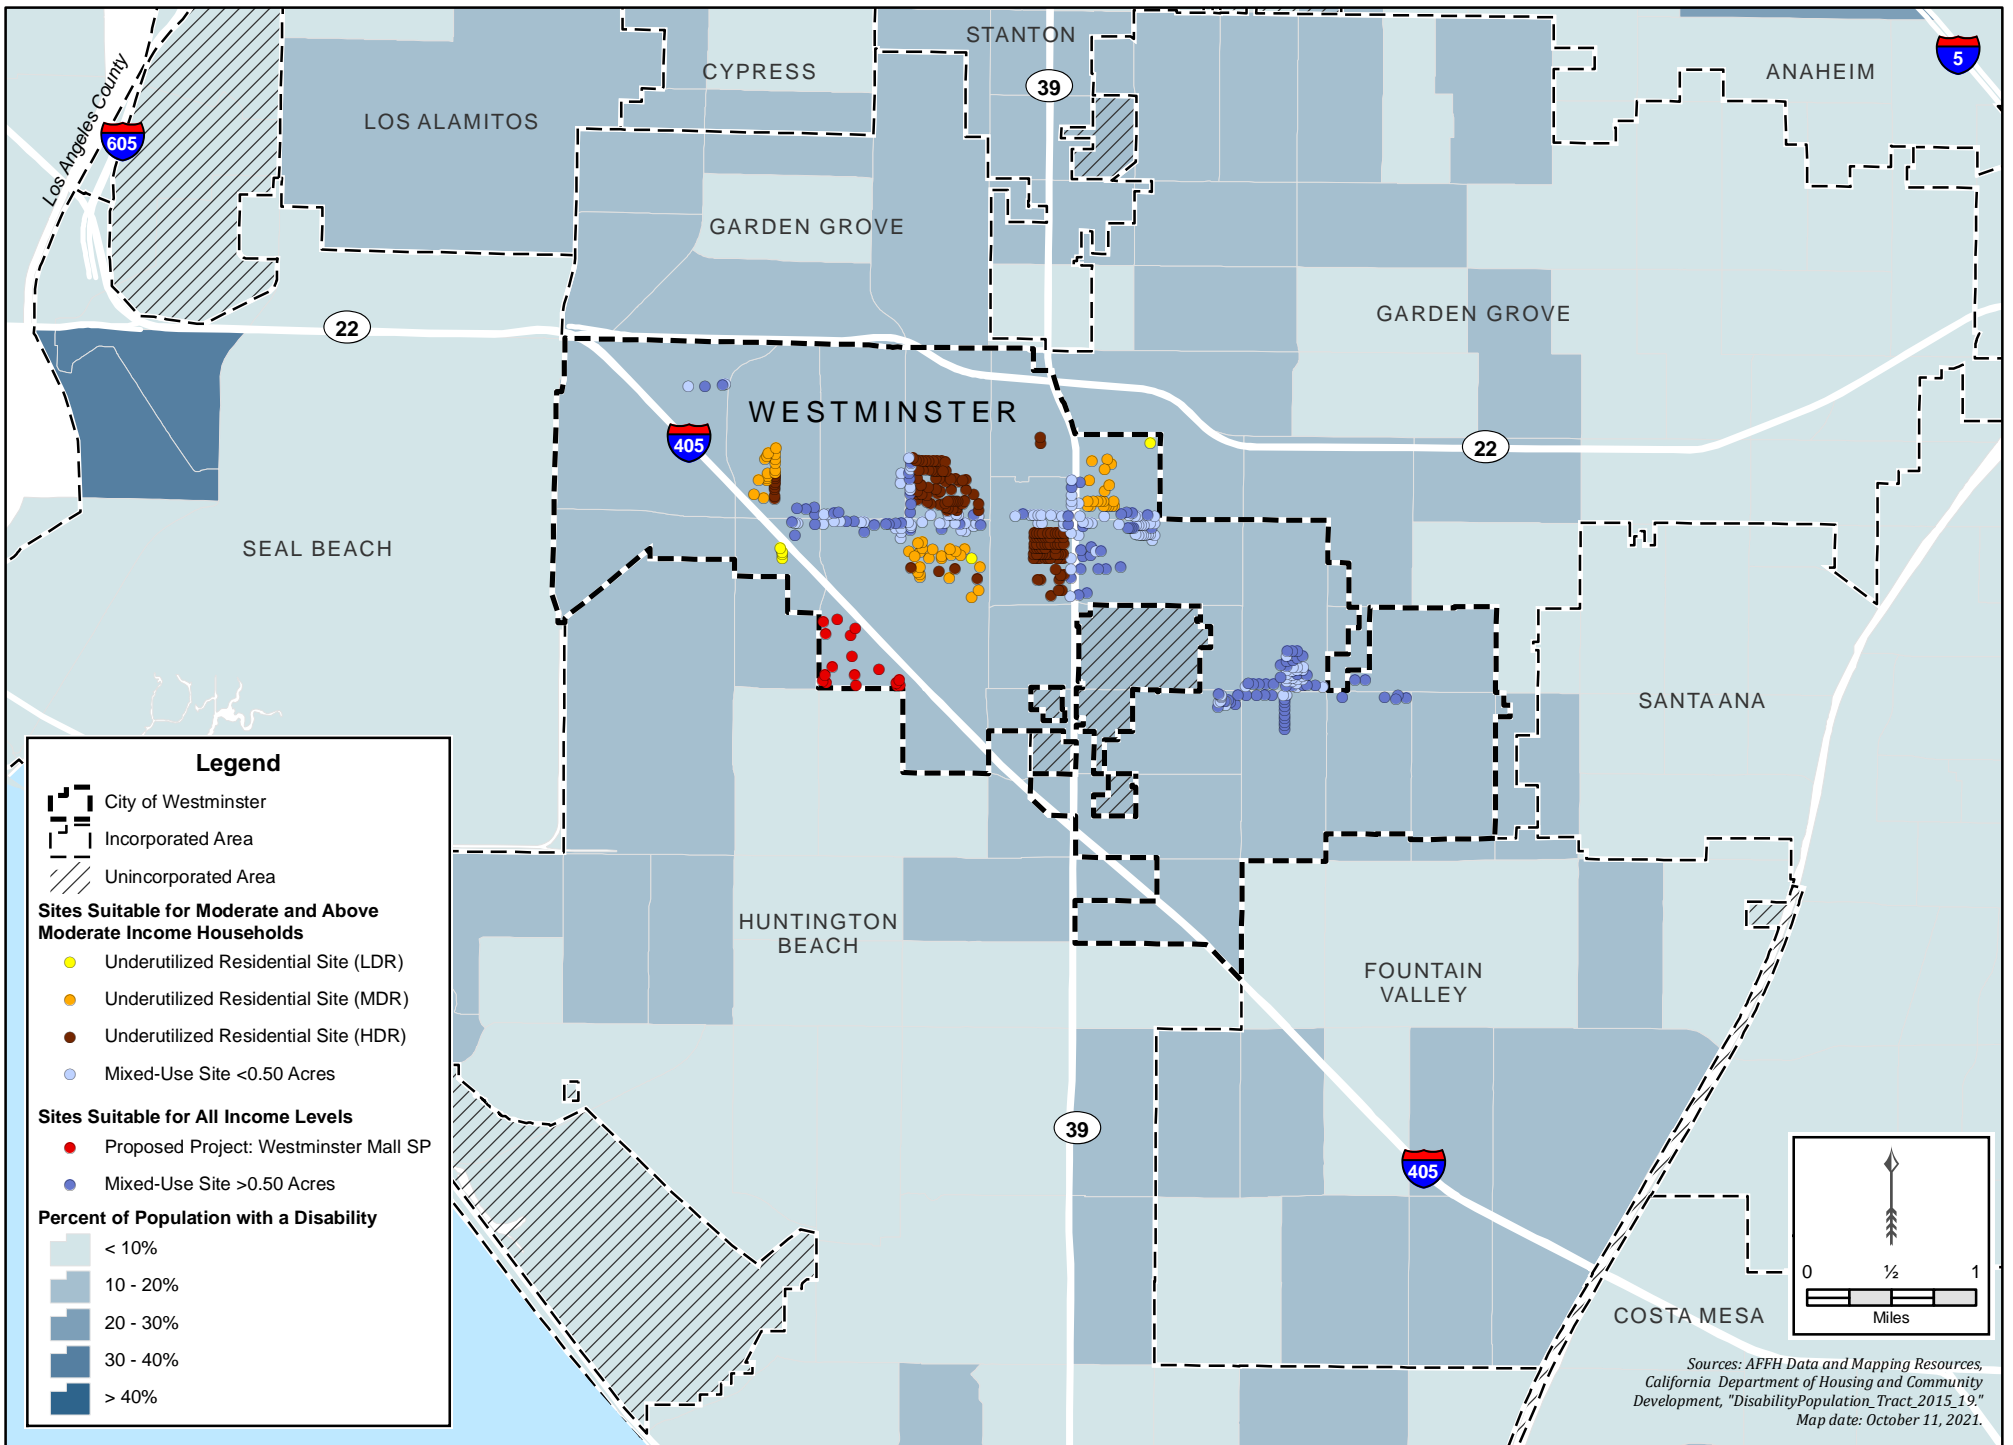 STANTON
CYPRESS
39
ANAHEIM
5
Los Angeles County
605
LOS ALAMITOS
GARDEN GROVE
GARDEN GROVE
22
WESTMINSTER
405
22
SEAL BEACH
SANTA ANA
HUNTINGTON
BEACH
FOUNTAIN
VALLEY
39
405
COSTA MESA
Legend
City of Westminster
Incorporated Area
Unincorporated Area
Sites Suitable for Moderate and Above
Moderate Income Households
Underutilized Residential Site (LDR)
Underutilized Residential Site (MDR)
Underutilized Residential Site (HDR)
Mixed-Use Site <0.50 Acres
Sites Suitable for All Income Levels
Proposed Project: Westminster Mall SP
Mixed-Use Site >0.50 Acres
Percent of Population with a Disability
< 10%
10 - 20%
20 - 30%
30 - 40%
> 40%
0 ½ 1
Miles
Sources: AFFH Data and Mapping Resources,
California Department of Housing and Community
Development, "DisabilityPopulation_Tract_2015_19."
Map date: October 11, 2021.